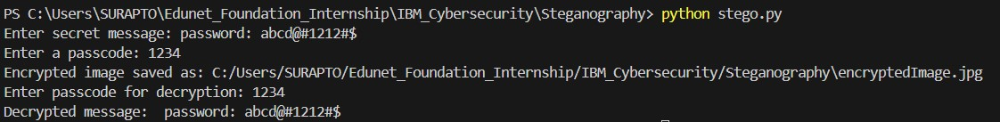 PS C:\Users\SURAPTO\Edunet_Foundation_Internship\IBM_Cybersecurity\Steganography> python stego.py
Enter secret message: password: abcd@#1212#$
Enter a passcode: 1234
Encrypted image saved as: C:/Users/SURAPTO/Edunet_Foundation_Internship/IBM_Cybersecurity/Steganography\encryptedImage.jpg
Enter passcode for decryption: 1234
Decrypted message:  password: abcd@#1212#$